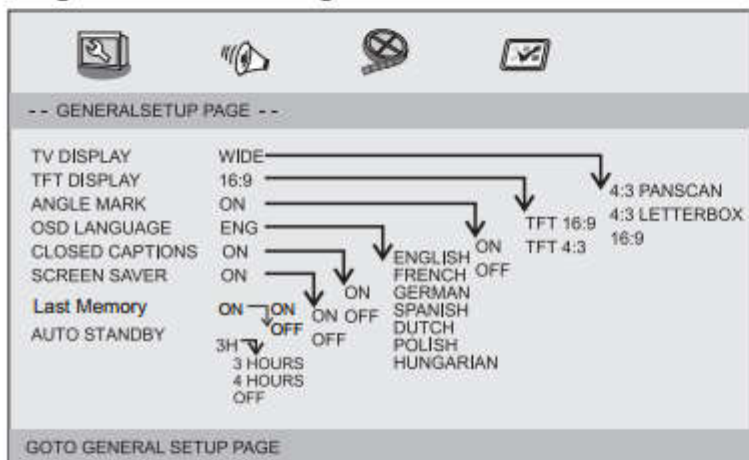 -- GENERALSETUP PAGE --
TV DISPLAY WIDE
4:3 PANSCAN
4:3 LETTERBOX
16:9
TFT DISPLAY 16:9
TFT 16:9
TFT 4:3
ANGLE MARK ON
ON
OFF
OSD LANGUAGE ENG
ENGLISH
FRENCH
GERMAN
SPANISH
DUTCH
POLISH
HUNGARIAN
CLOSED CAPTIONS ON
ON
OFF
SCREEN SAVER ON
ON
OFF
Last Memory ON
ON
OFF
AUTO STANDBY 3H
3 HOURS
4 HOURS
OFF
GOTO GENERAL SETUP PAGE